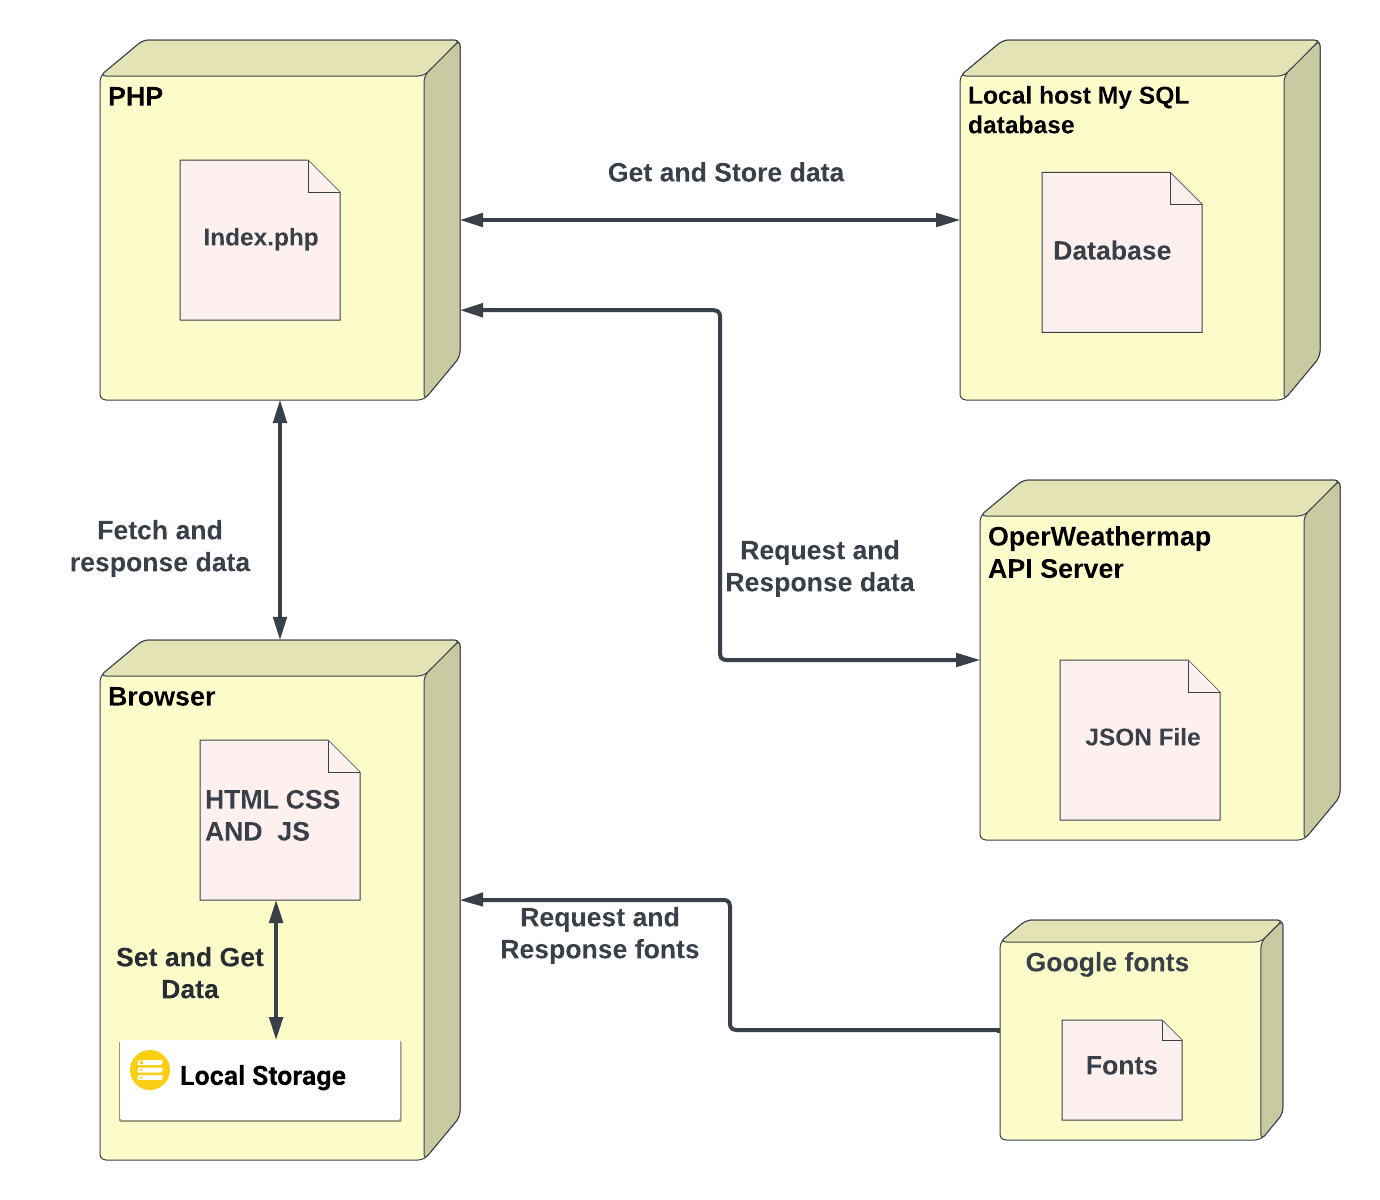 PHP
Index.php
Get and Store data
Local host My SQL
database
Database
Fetch and
response data
Request and
Response data
OperWeathermap
API Server
JSON File
Browser
HTML CSS
AND  JS
Set and Get
Data
Local Storage
Request and
Response fonts
Google fonts
Fonts